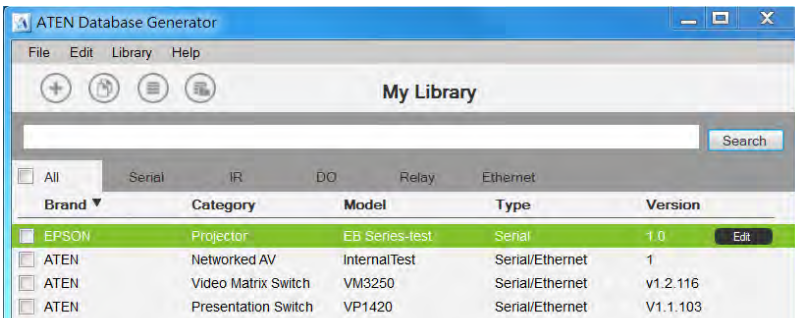 ATEN Database Generator
File Edit Library Help
My Library
Search
All Serial IR DO Relay Ethernet
Brand ▼ Category Model Type Version
EPSON Projector EB Series-test Serial 1.0 Edit
ATEN Networked AV InternalTest Serial/Ethernet 1
ATEN Video Matrix Switch VM3250 Serial/Ethernet v1.2.116
ATEN Presentation Switch VP1420 Serial/Ethernet V1.1.103